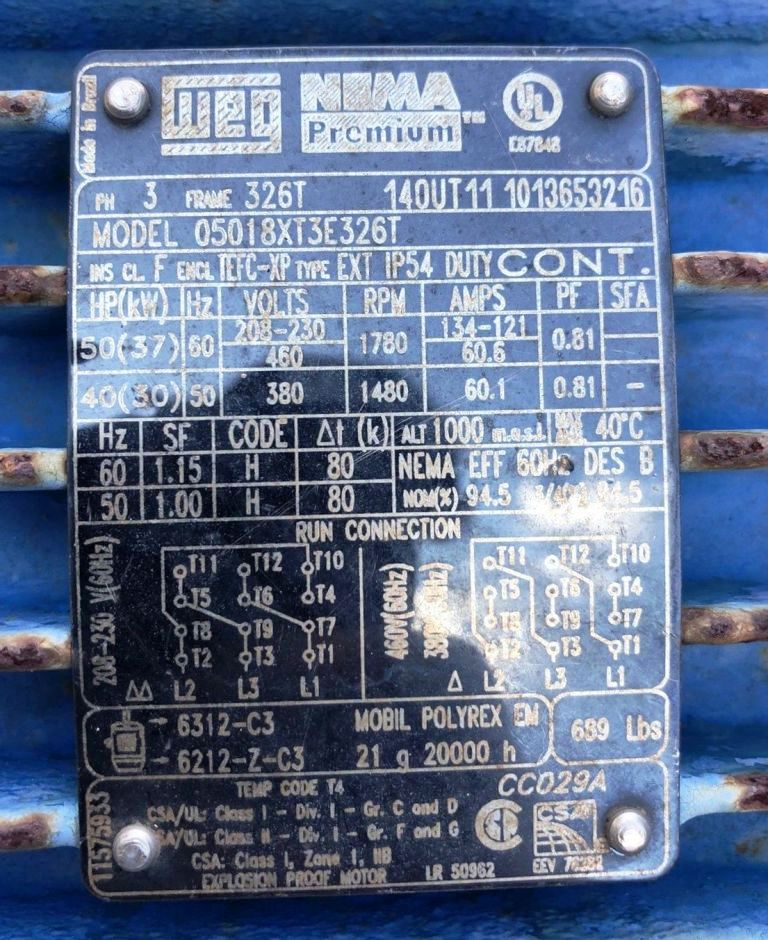 Made in Brazil
WEG NEMA Premium™ UL
E67848
PH 3 FRAME 326T 140UT11 1013653216
MODEL 05018XT3E326T
INS CL. F ENCL TEFC-XP TYPE EXT IP54 DUTY CONT.
HP(kW) Hz VOLTS RPM AMPS PF SFA
50(37) 60 208-230 1780 134-121 0.81
460 60.6
40(30) 50 380 1480 60.1 0.81 -
Hz SF CODE Δt (k) ALT 1000 m.a.s.l. MAX 40°C
60 1.15 H 80 NEMA EFF 60Hz DES B
50 1.00 H 80 NOM(%) 94.5
RUN CONNECTION
208-230 V(60Hz)
T11 T12 T10
T5 T6 T4
T8 T9 T7
T2 T3 T1
ΔΔ L2 L3 L1
460V(60Hz)
T11 T12 T10
T5 T6 T4
T8 T9 T7
T2 T3 T1
Δ L2 L3 L1
6312-C3 MOBIL POLYREX EM
6212-Z-C3 21 g 20000 h
689 Lbs
11575933
TEMP CODE T4 CC029A
CSA/UL: Class I - Div. I - Gr. C and D
CSA/UL: Class II - Div. I - Gr. F and G
CSA: Class I, Zone I, IIB
EXPLOSION PROOF MOTOR LR 50962
CSA
EEV